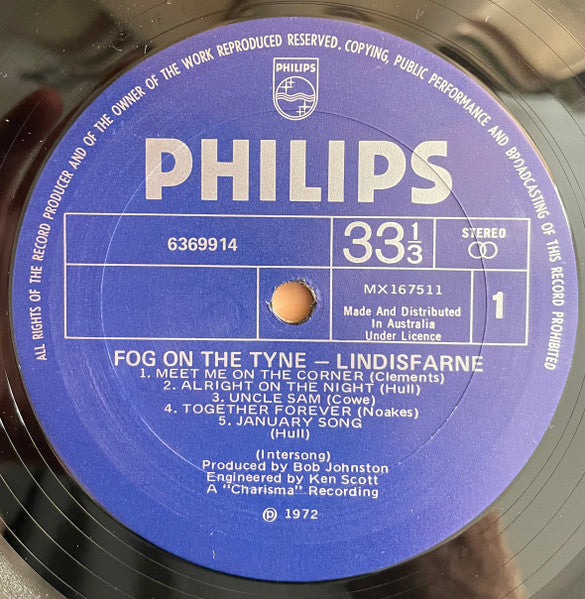 ALL RIGHTS OF THE RECORD PRODUCER AND OF THE OWNER OF THE WORK REPRODUCED RESERVED. COPYING, PUBLIC PERFORMANCE AND BROADCASTING OF THIS RECORD PROHIBITED
PHILIPS
PHILIPS
6369914
33 1/3
STEREO
MX167511
Made And Distributed
In Australia
Under Licence
1
FOG ON THE TYNE – LINDISFARNE
1. MEET ME ON THE CORNER (Clements)
2. ALRIGHT ON THE NIGHT (Hull)
3. UNCLE SAM (Cowe)
4. TOGETHER FOREVER (Noakes)
5. JANUARY SONG
(Hull)
(Intersong)
Produced by Bob Johnston
Engineered by Ken Scott
A "Charisma" Recording
℗ 1972